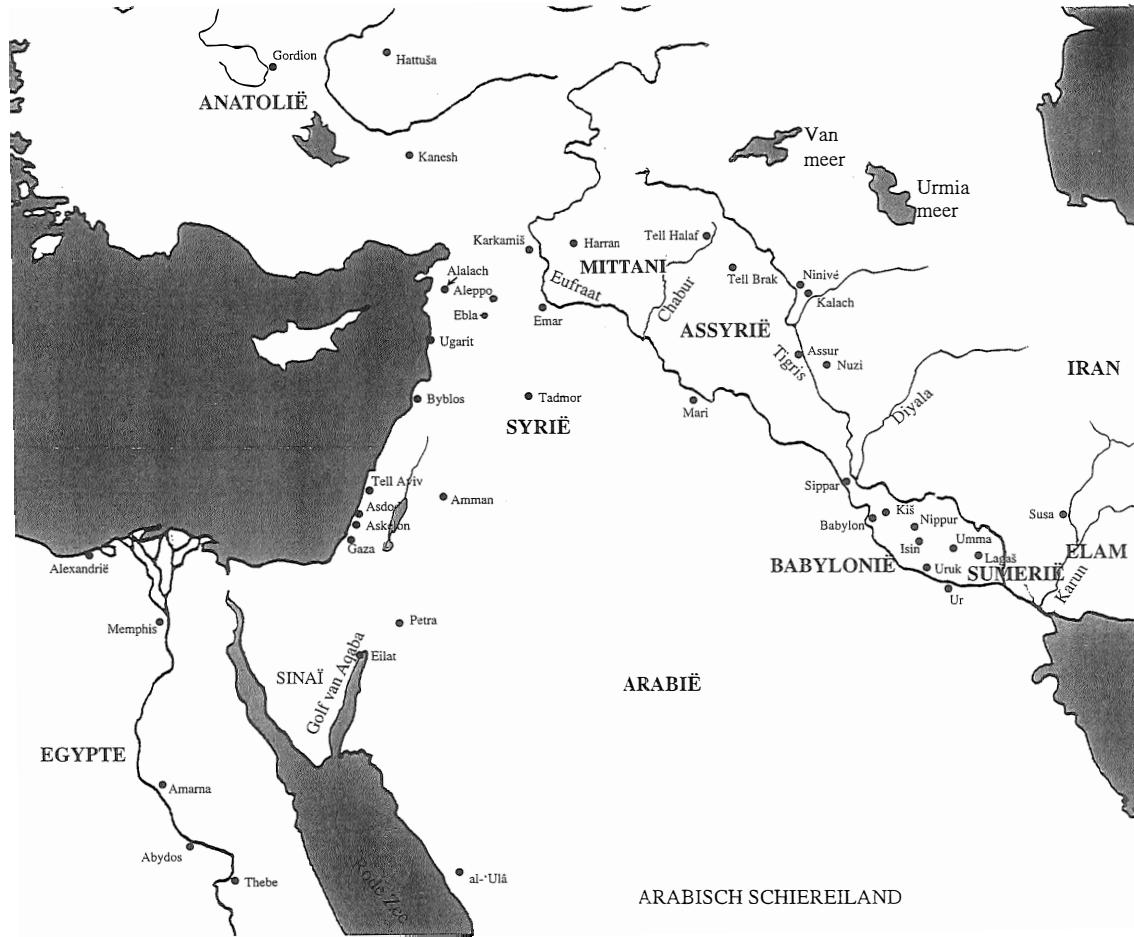 Gordion
Hattuša
ANATOLIË
Kanesh
Van
meer
Urmia
meer
Karkamiš
Harran
Tell Halaf
MITTANI
Alalach
Aleppo
Eufraat
Chabur
Tell Brak
Ninivé
Kalach
Ebla
Emar
ASSYRIË
Ugarit
Tigris
Assur
Nuzi
IRAN
Byblos
Tadmor
SYRIË
Mari
Diyala
Tell Aviv
Amman
Asdod
Askelon
Gaza
Sippar
Kiš
Babylon
Nippur
Susa
Isin
Umma
Lagaš
ELAM
BABYLONIË
Uruk
SUMERIË
Ur
Karun
Alexandrië
Memphis
Petra
Eilat
SINAÏ
Golf van Aqaba
ARABIË
EGYPTE
Amarna
Abydos
Thebe
Rode Zee
al-‘Ulâ
ARABISCH SCHIEREILAND